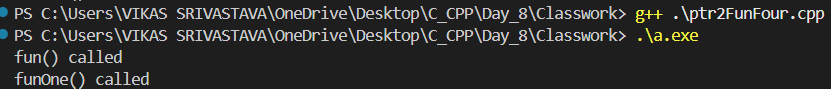 PS C:\Users\VIKAS SRIVASTAVA\OneDrive\Desktop\C_CPP\Day_8\Classwork> g++ .\ptr2FunFour.cpp
PS C:\Users\VIKAS SRIVASTAVA\OneDrive\Desktop\C_CPP\Day_8\Classwork> .\a.exe
fun() called
funOne() called